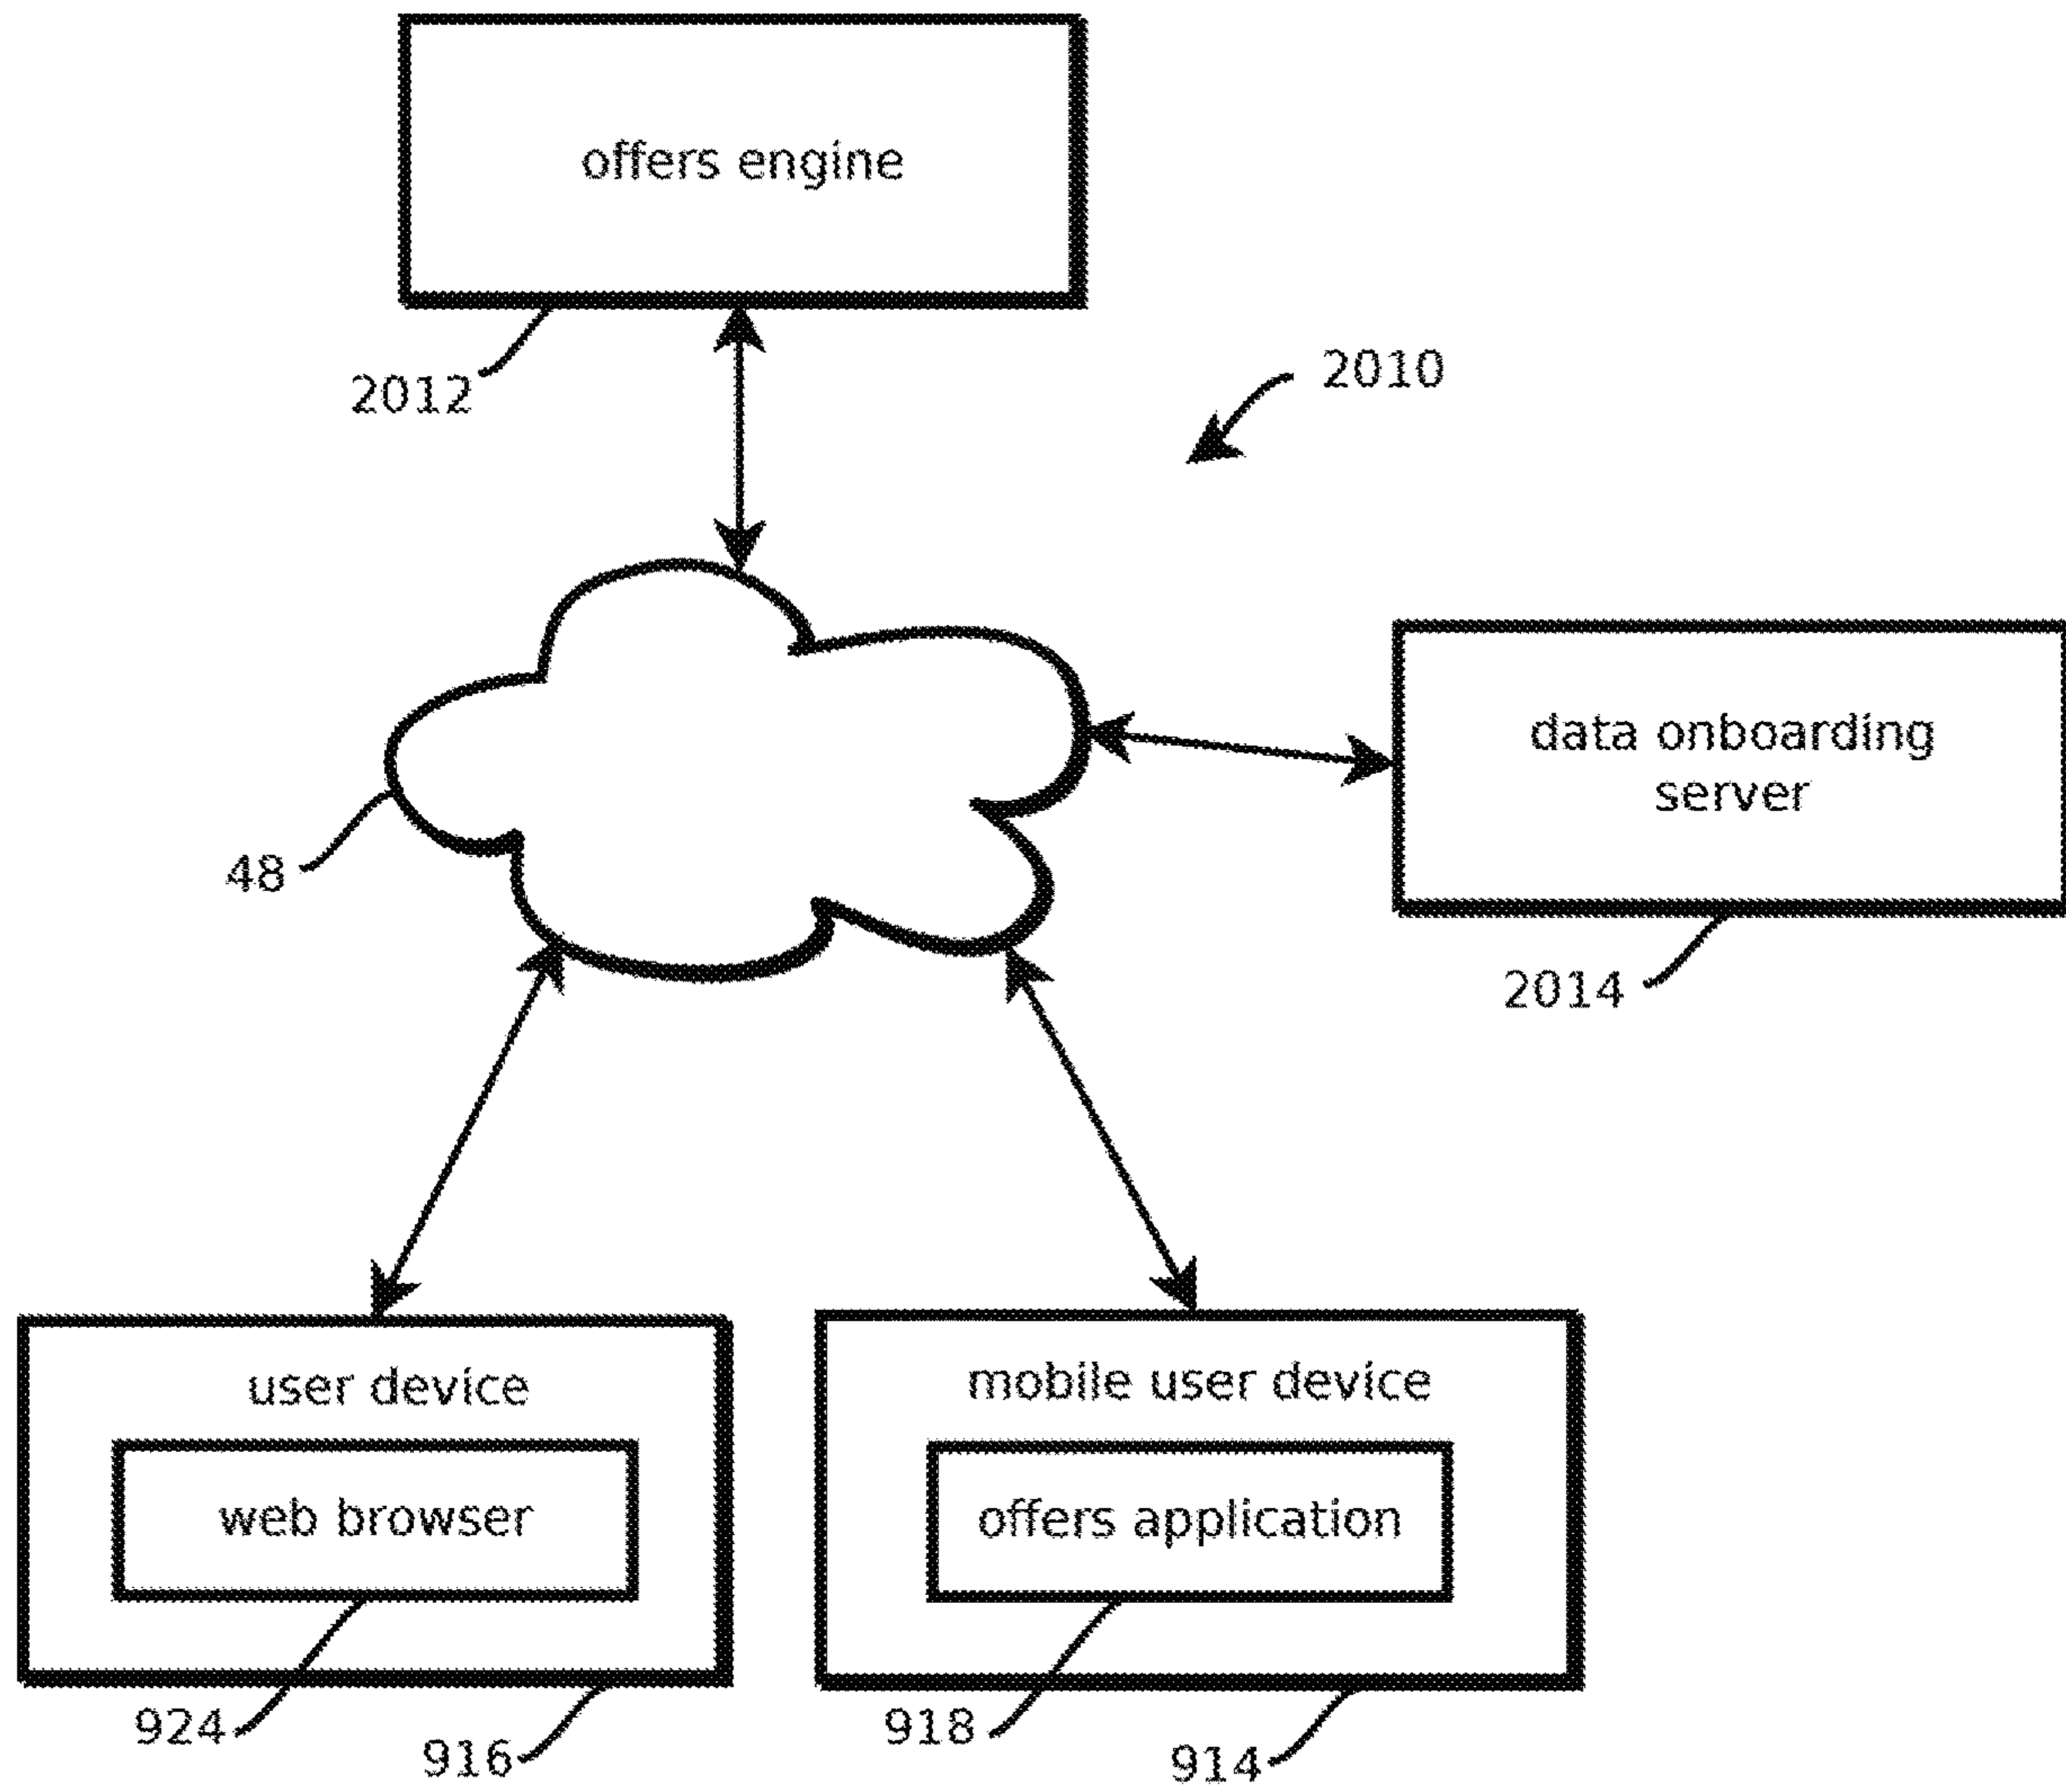 offers engine
2012
2010
data onboarding
server
48
2014
user device
mobile user device
web browser
offers application
924
916
918
914